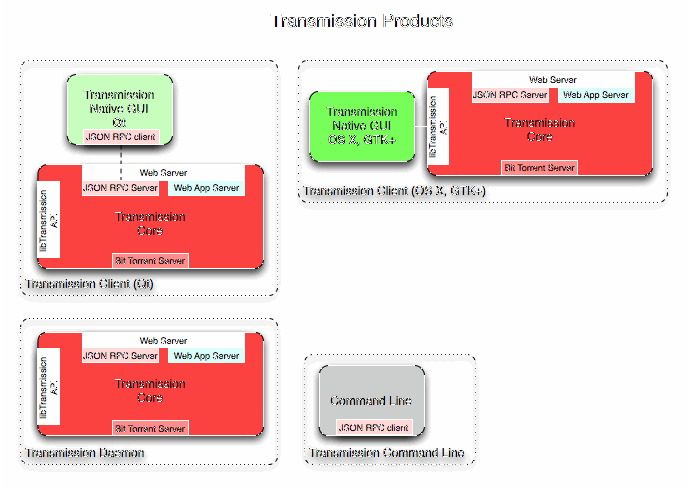 Transmission Products
Transmission
Native GUI
Qt
JSON RPC client
Web Server
JSON RPC Server
Web App Server
libTransmission
API
Transmission
Core
Bit Torrent Server
Transmission Client (Qt)
Transmission
Native GUI
OS X, GTK+
Web Server
JSON RPC Server
Web App Server
libTransmission
API
Transmission
Core
Bit Torrent Server
Transmission Client (OS X, GTK+)
Web Server
JSON RPC Server
Web App Server
libTransmission
API
Transmission
Core
Bit Torrent Server
Transmission Daemon
Command Line
JSON RPC client
Transmission Command Line